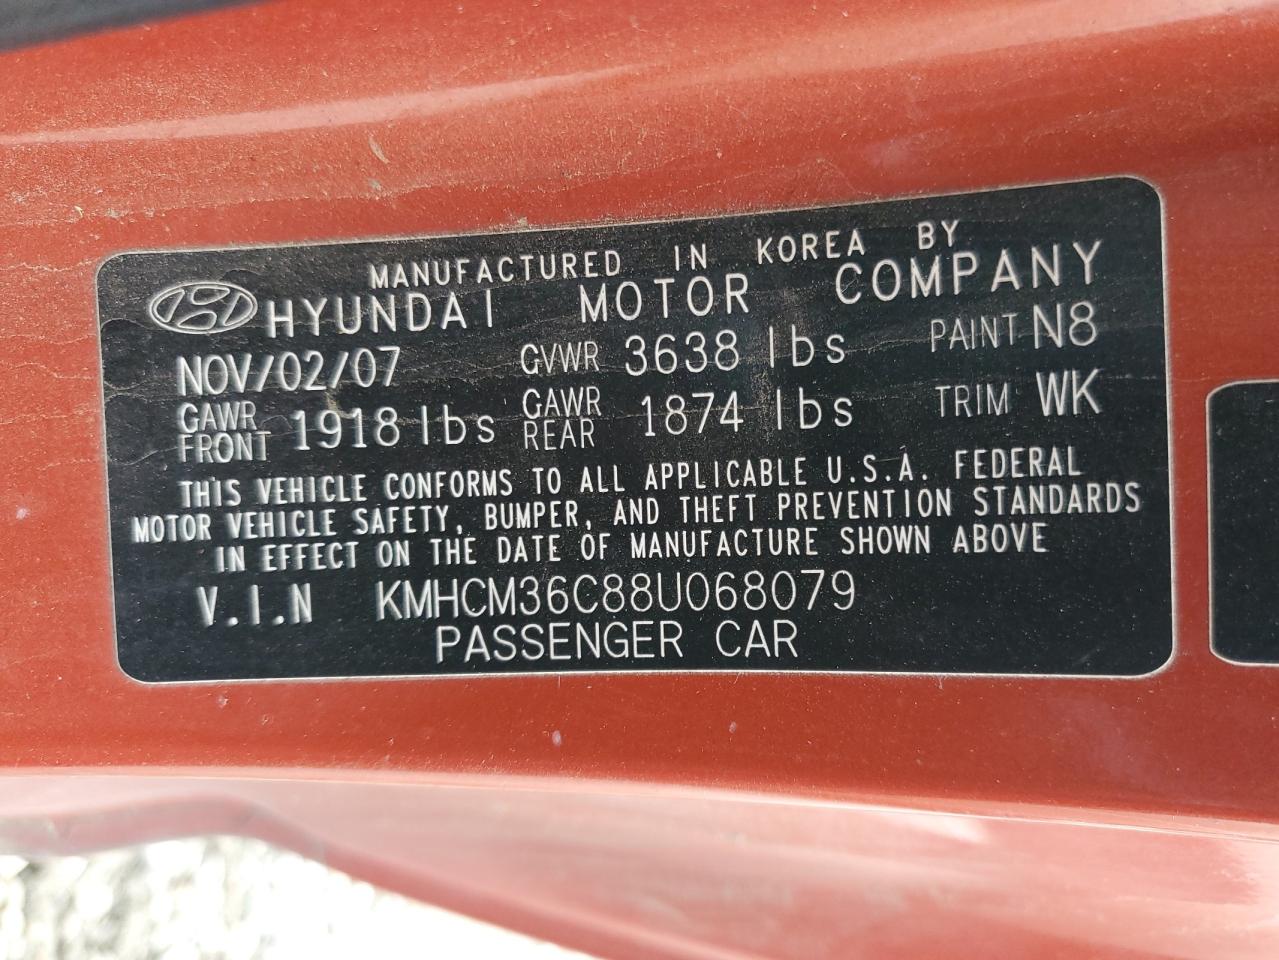 MANUFACTURED IN KOREA BY
HYUNDAI MOTOR COMPANY
NOV/02/07 GVWR 3638 lbs PAINT N8
GAWR FRONT 1918 lbs GAWR REAR 1874 lbs TRIM WK
THIS VEHICLE CONFORMS TO ALL APPLICABLE U.S.A. FEDERAL
MOTOR VEHICLE SAFETY, BUMPER, AND THEFT PREVENTION STANDARDS
IN EFFECT ON THE DATE OF MANUFACTURE SHOWN ABOVE
V.I.N KMHCM36C88U068079
PASSENGER CAR